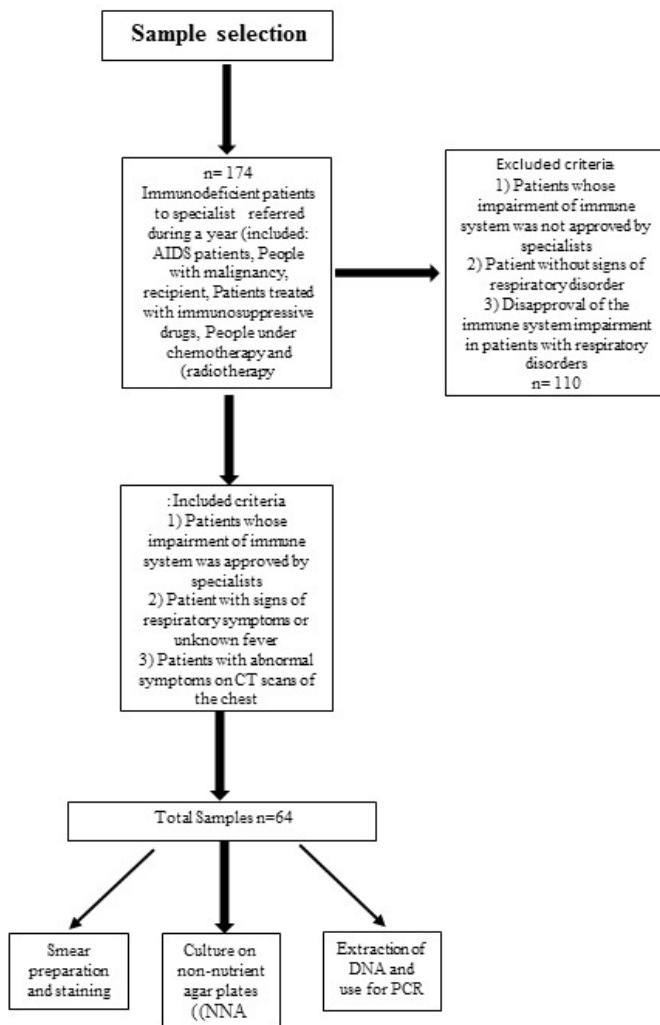 Sample selection
n= 174
Immunodeficient patients
to specialist referred
during a year (included:
AIDS patients, People
with malignancy,
recipient, Patients treated
with immunosuppressive
drugs, People under
chemotherapy and
(radiotherapy
Excluded criteria
1) Patients whose
impairment of immune
system was not approved by
specialists
2) Patient without signs of
respiratory disorder
3) Disapproval of the
immune system impairment
in patients with respiratory
disorders
n= 110
: Included criteria
1) Patients whose
impairment of immune
system was approved by
specialists
2) Patient with signs of
respiratory symptoms or
unknown fever
3) Patients with abnormal
symptoms on CT scans of
the chest
Total Samples n=64
Smear
preparation
and staining
Culture on
non-nutrient
agar plates
((NNA
Extraction of
DNA and
use for PCR